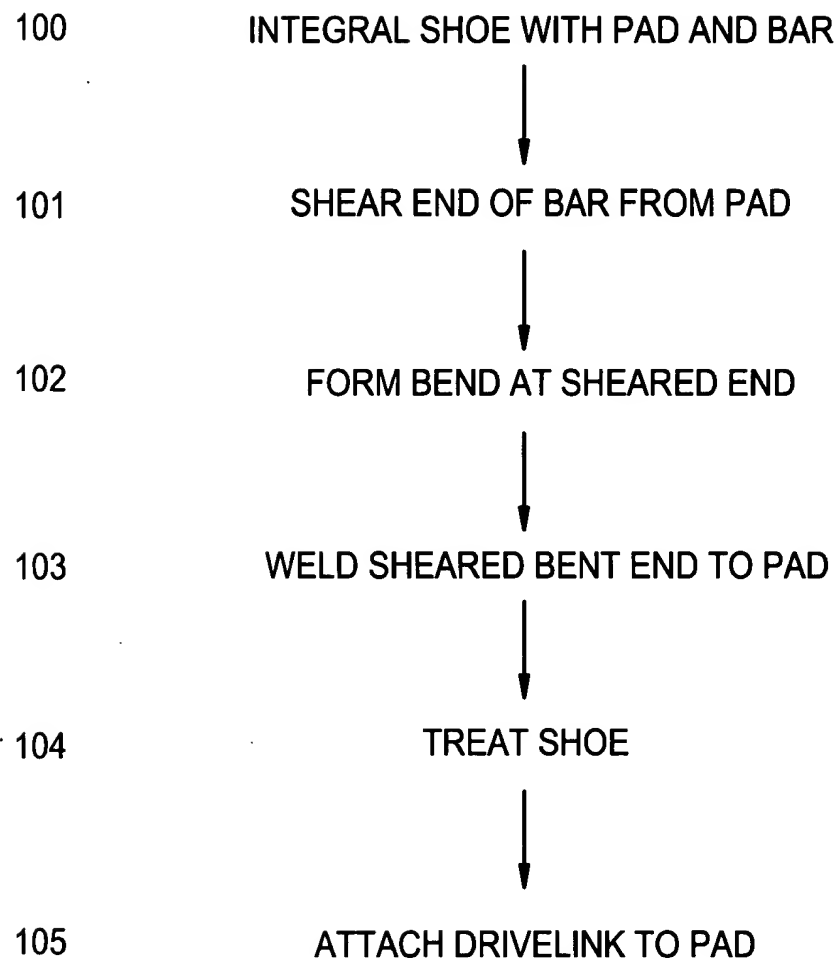 100 INTEGRAL SHOE WITH PAD AND BAR
101 SHEAR END OF BAR FROM PAD
102 FORM BEND AT SHEARED END
103 WELD SHEARED BENT END TO PAD
104 TREAT SHOE
105 ATTACH DRIVELINK TO PAD